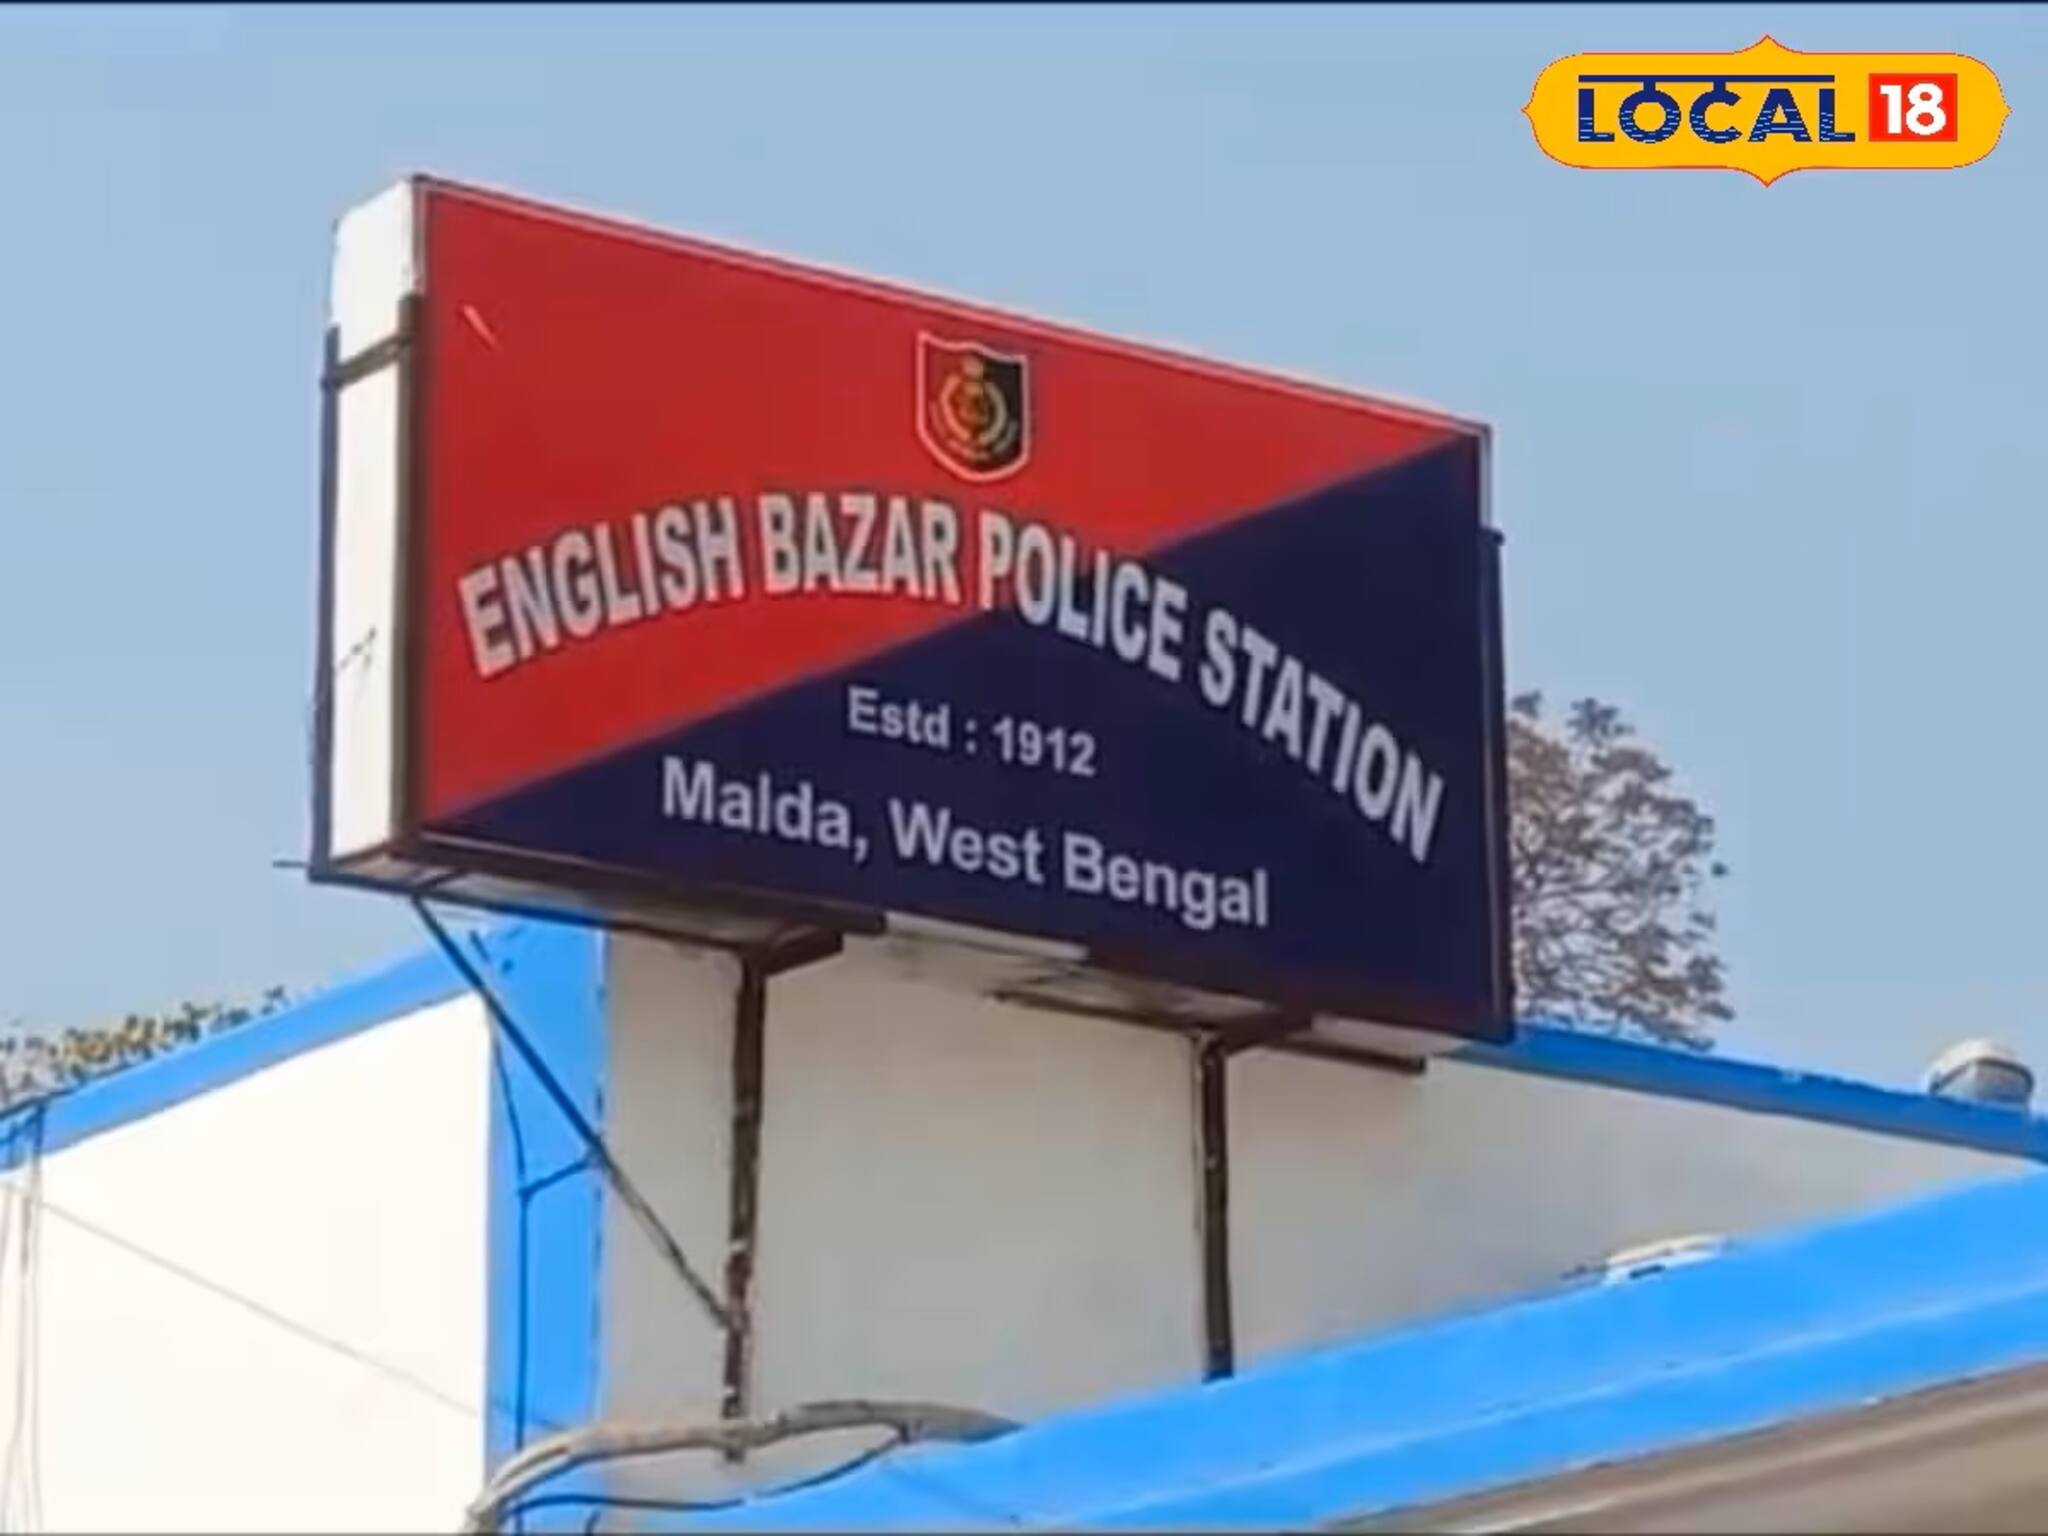 LOCAL 18
ENGLISH BAZAR POLICE STATION
Estd : 1912
Malda, West Bengal